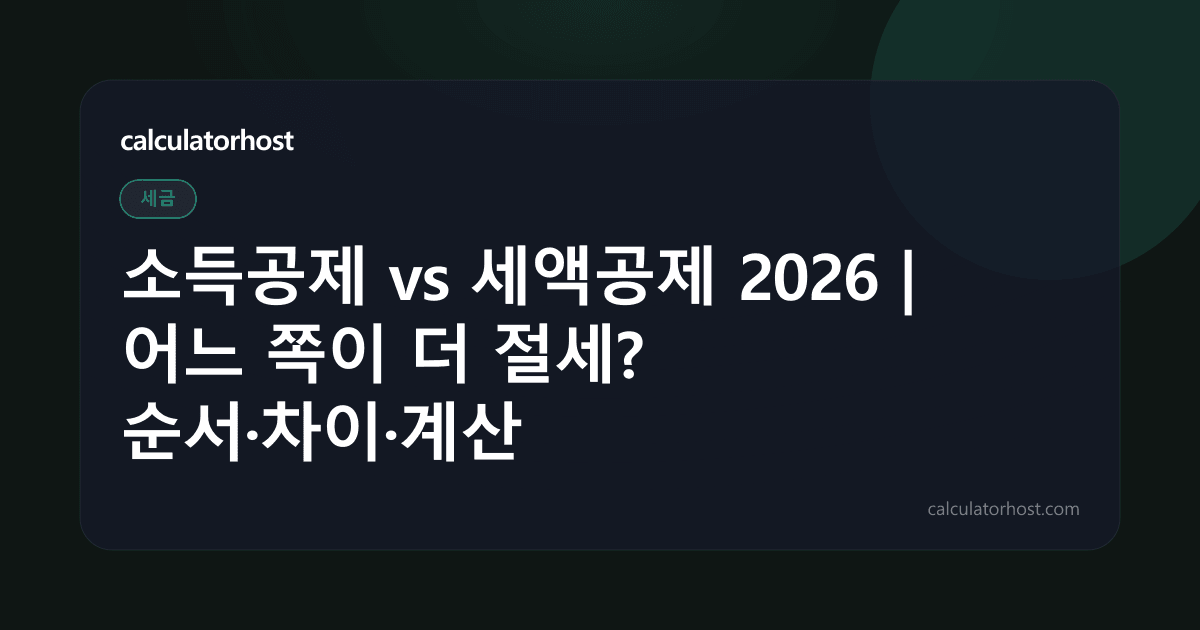 calculatorhost
세금
소득공제 vs 세액공제 2026 |
어느 쪽이 더 절세?
순서·차이·계산
calculatorhost.com